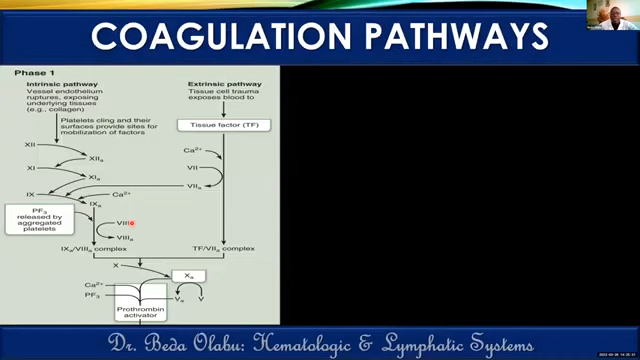 COAGULATION PATHWAYS
Phase 1
Intrinsic pathway
Vessel endothelium
ruptures, exposing
underlying tissues
(e.g., collagen)
Extrinsic pathway
Tissue cell trauma
exposes blood to
Platelets cling and their
surfaces provide sites for
mobilization of factors
Tissue factor (TF)
XII
XIIa
Ca2+
XI
XIa
VII
VIIa
IX
Ca2+
IXa
PF3
released by
aggregated
platelets
VIII
VIIIa
IXa/VIIIa complex
TF/VIIa complex
X
Xa
Ca2+
PF3
Va
V
Prothrombin
activator
Dr. Beda Olabu: Hematologic & Lymphatic Systems